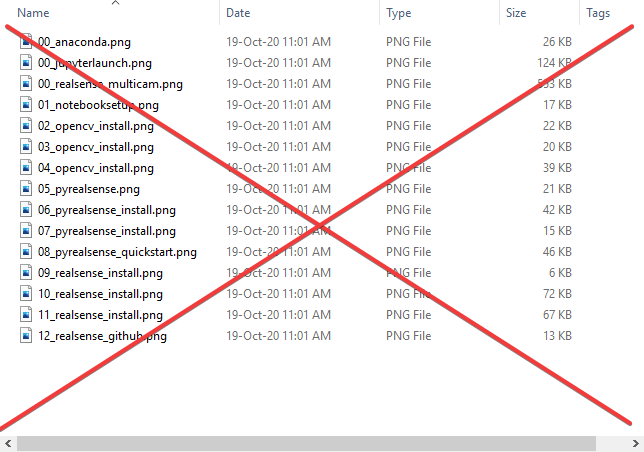 Name Date Type Size Tags
00_anaconda.png 19-Oct-20 11:01 AM PNG File 26 KB
00_jupyterlaunch.png 19-Oct-20 11:01 AM PNG File 124 KB
00_realsense_multicam.png 19-Oct-20 11:01 AM PNG File 593 KB
01_notebooksetup.png 19-Oct-20 11:01 AM PNG File 17 KB
02_opencv_install.png 19-Oct-20 11:01 AM PNG File 22 KB
03_opencv_install.png 19-Oct-20 11:01 AM PNG File 20 KB
04_opencv_install.png 19-Oct-20 11:01 AM PNG File 39 KB
05_pyrealsense.png 19-Oct-20 11:01 AM PNG File 21 KB
06_pyrealsense_install.png 19-Oct-20 11:01 AM PNG File 42 KB
07_pyrealsense_install.png 19-Oct-20 11:01 AM PNG File 15 KB
08_pyrealsense_quickstart.png 19-Oct-20 11:01 AM PNG File 46 KB
09_realsense_install.png 19-Oct-20 11:01 AM PNG File 6 KB
10_realsense_install.png 19-Oct-20 11:01 AM PNG File 72 KB
11_realsense_install.png 19-Oct-20 11:01 AM PNG File 67 KB
12_realsense_github.png 19-Oct-20 11:01 AM PNG File 13 KB